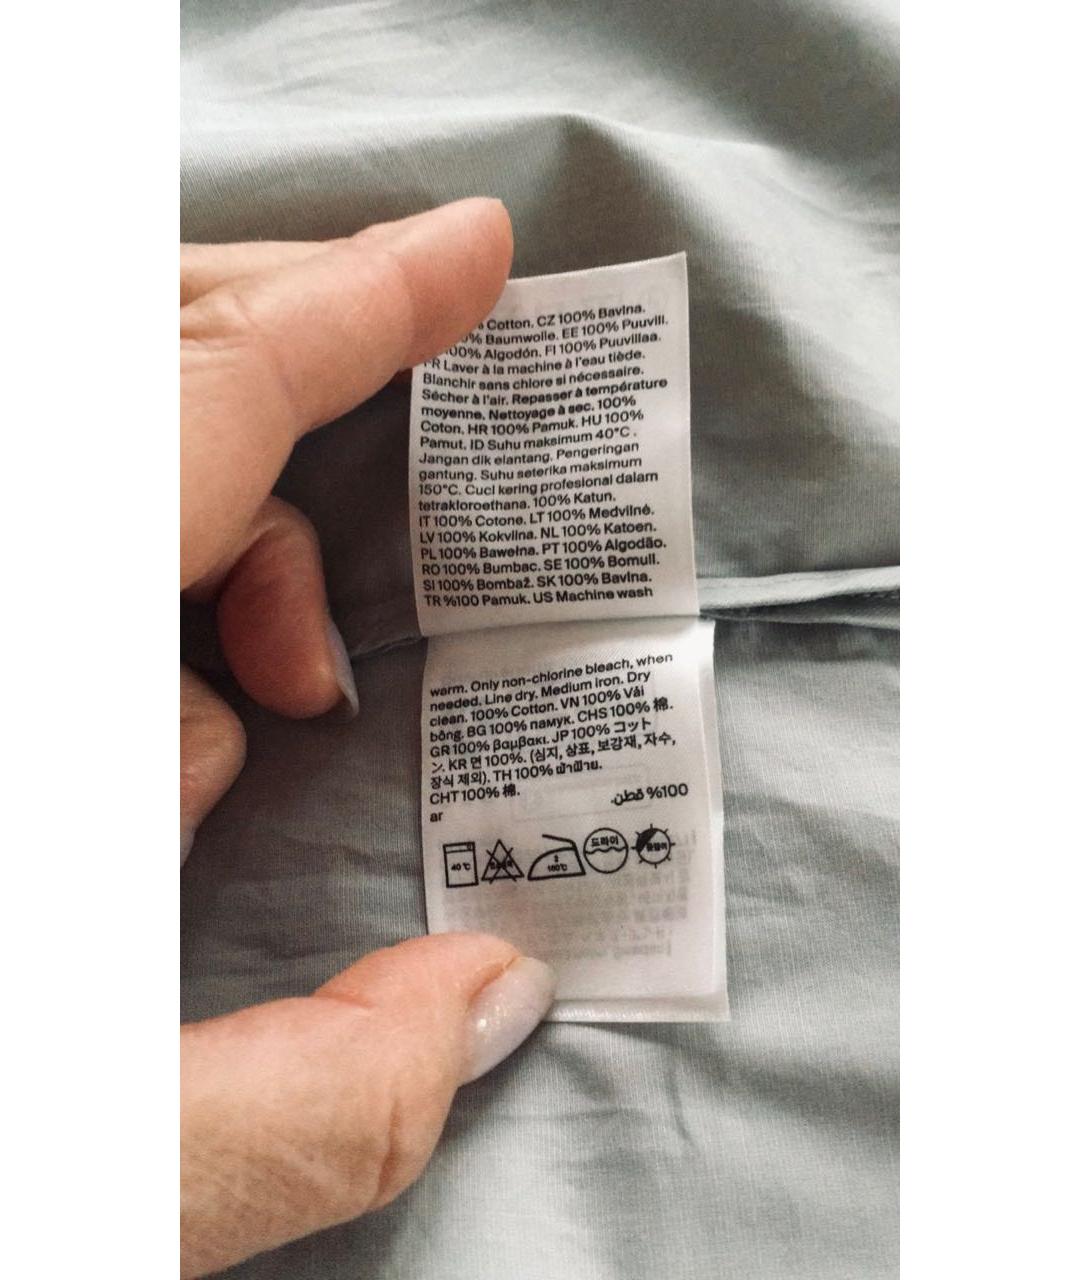 Cotton. CZ 100% Bavlna.
% Baumwolle. EE 100% Puuvill.
100% Algodón. FI 100% Puuvillaa.
FR Laver à la machine à l'eau tiède.
Blanchir sans chlore si nécessaire.
Sécher à l'air. Repasser à température
moyenne. Nettoyage à sec. 100%
Coton. HR 100% Pamuk. HU 100%
Pamut. ID Suhu maksimum 40°C.
Jangan dik elantang. Pengeringan
gantung. Suhu seterika maksimum
150°C. Cuci kering profesional dalam
tetrakloroethana. 100% Katun.
IT 100% Cotone. LT 100% Medvilnė.
LV 100% Kokvilna. NL 100% Katoen.
PL 100% Bawełna. PT 100% Algodão.
RO 100% Bumbac. SE 100% Bomull.
SI 100% Bombaž. SK 100% Bavlna.
TR %100 Pamuk. US Machine wash
warm. Only non-chlorine bleach, when
needed. Line dry. Medium iron. Dry
clean. 100% Cotton. VN 100% Vải
bông. BG 100% памук. CHS 100% 棉.
GR 100% βαμβάκι. JP 100% コット
ン. KR 면 100%. (심지, 상표, 보강재, 자수,
장식 제외). TH 100% ผ้าฝ้าย.
CHT 100% 棉.
%100 قطن.
ar
40℃ 2 160℃ 드라이